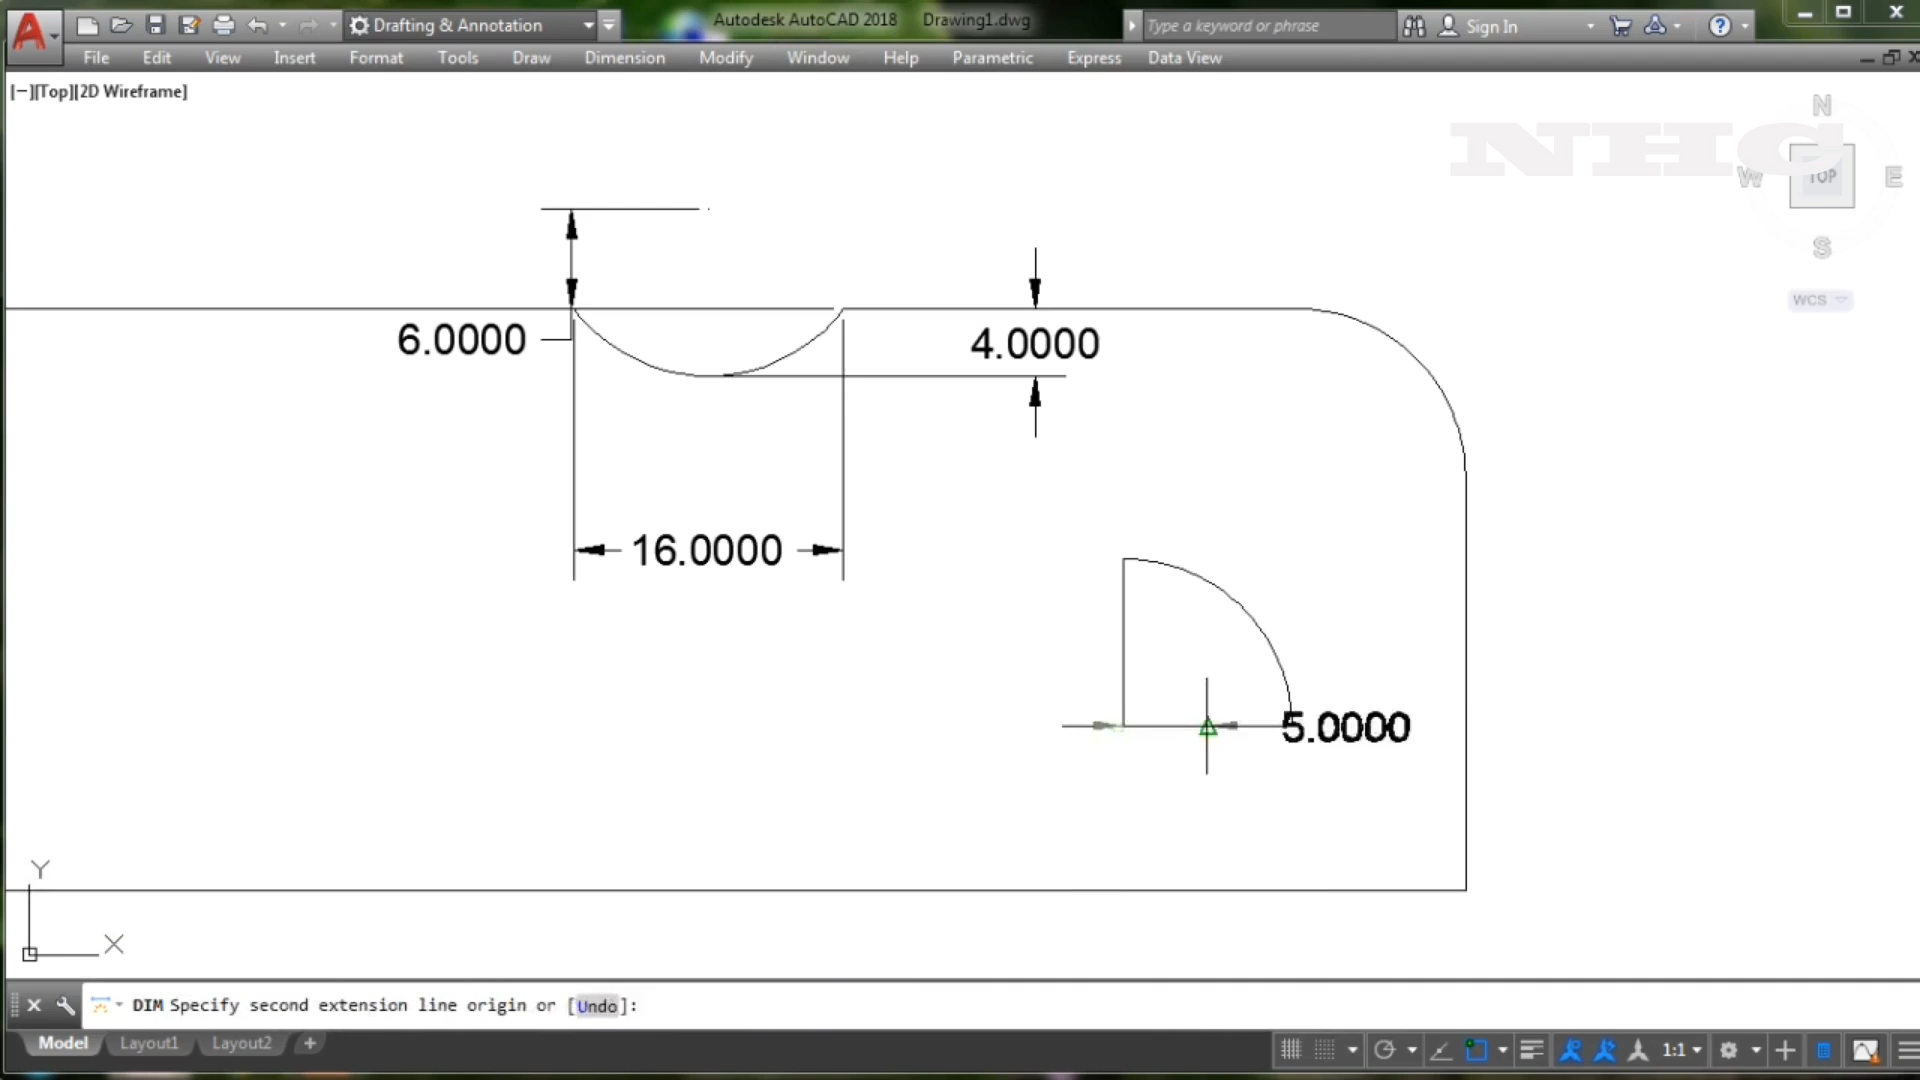 Drafting & Annotation
Autodesk AutoCAD 2018 Drawing1.dwg
Type a keyword or phrase
Sign In
File Edit View Insert Format Tools Draw Dimension Modify Window Help Parametric Express Data View
[−][Top][2D Wireframe]
N
NHG
W TOP E
S
WCS
6.0000
4.0000
16.0000
5.0000
Y
X
DIM Specify second extension line origin or [Undo]:
Model Layout1 Layout2 +
1:1